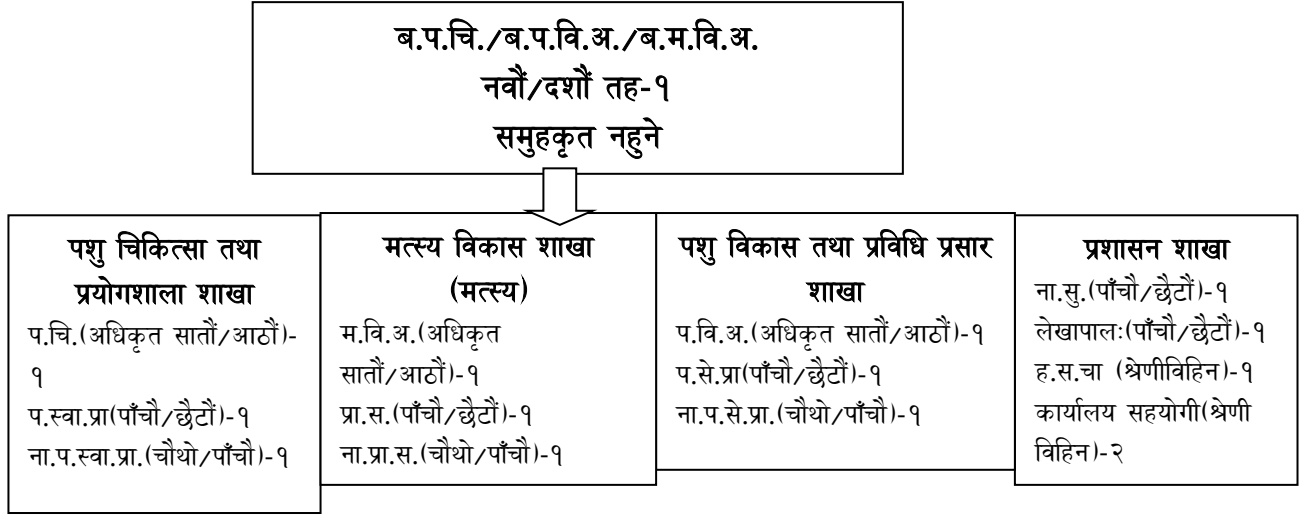 ब.प.चि./ब.प.वि.अ./ब.म.वि.अ.
नवौं/दशौं तह-१
समुहकृत नहुने
पशु चिकित्सा तथा
प्रयोगशाला शाखा
प.चि.(अधिकृत सातौं/आठौं)-
१
प.स्वा.प्रा(पाँचौ/छैटौं)-१
ना.प.स्वा.प्रा.(चौथो/पाँचौ)-१
मत्स्य विकास शाखा
(मत्स्य)
म.वि.अ.(अधिकृत
सातौं/आठौं)-१
प्रा.स.(पाँचौ/छैटौं)-१
ना.प्रा.स.(चौथो/पाँचौ)-१
पशु विकास तथा प्रविधि प्रसार
शाखा
प.वि.अ.(अधिकृत सातौं/आठौं)-१
प.से.प्रा(पाँचौ/छैटौं)-१
ना.प.से.प्रा.(चौथो/पाँचौ)-१
प्रशासन शाखा
ना.सु.(पाँचौ/छैटौं)-१
लेखापालः(पाँचौ/छैटौं)-१
ह.स.चा (श्रेणीविहिन)-१
कार्यालय सहयोगी(श्रेणी
विहिन)-२